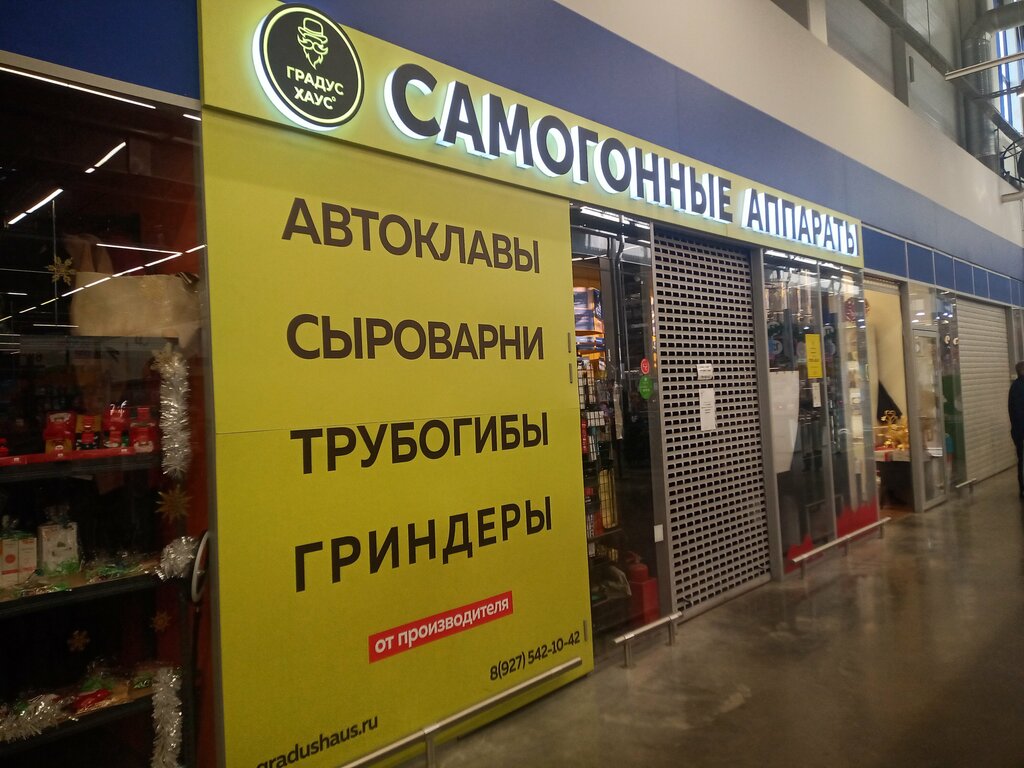 ГРАДУС
ХАУС
САМОГОННЫЕ АППАРАТЫ
АВТОКЛАВЫ
СЫРОВАРНИ
ТРУБОГИБЫ
ГРИНДЕРЫ
от производителя
8(927) 542-10-42
gradushaus.ru